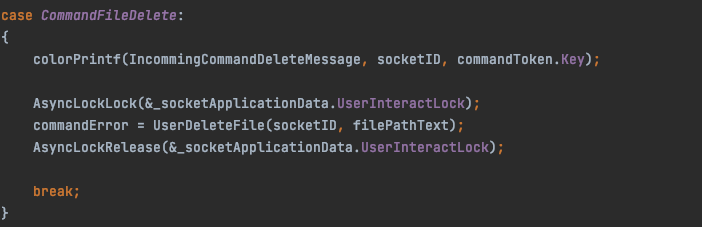 case CommandFileDelete:
{
colorPrintf(IncommingCommandDeleteMessage, socketID, commandToken.Key);
AsyncLockLock(&_socketApplicationData.UserInteractLock);
commandError = UserDeleteFile(socketID, filePathText);
AsyncLockRelease(&_socketApplicationData.UserInteractLock);
break;
}